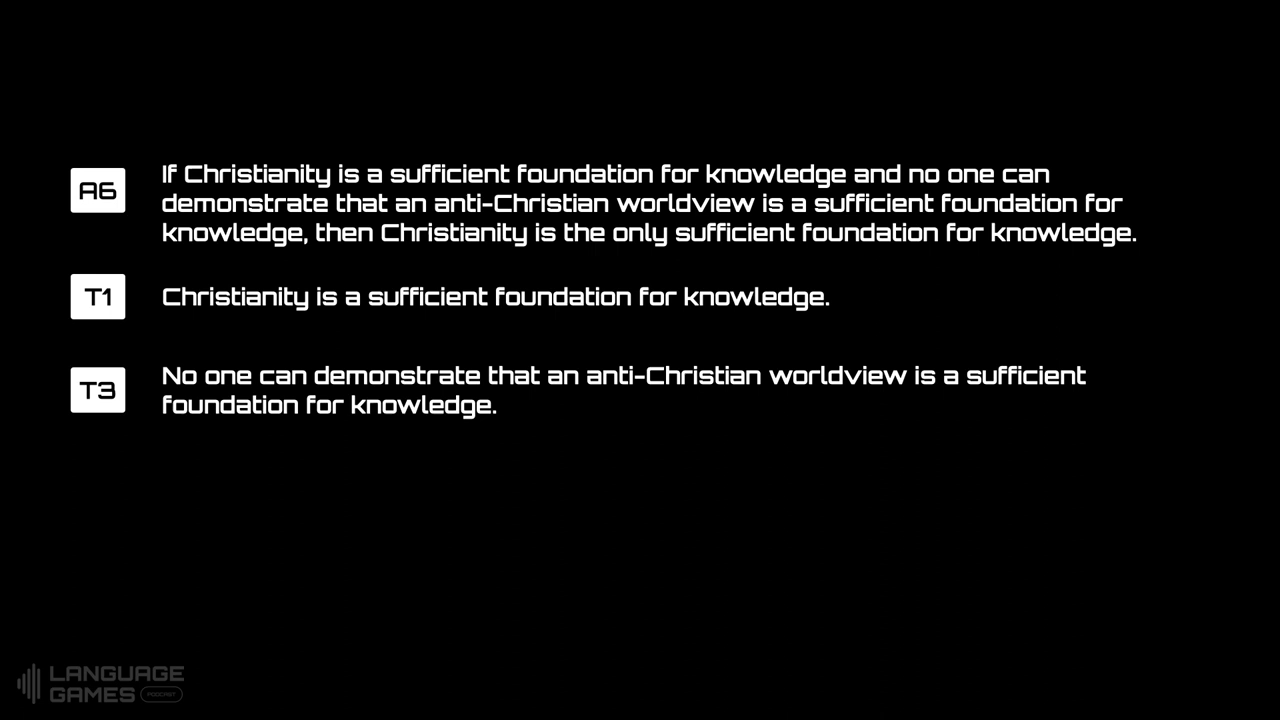 A6
If Christianity is a sufficient foundation for knowledge and no one can
demonstrate that an anti-Christian worldview is a sufficient foundation for
knowledge, then Christianity is the only sufficient foundation for knowledge.
T1
Christianity is a sufficient foundation for knowledge.
T3
No one can demonstrate that an anti-Christian worldview is a sufficient
foundation for knowledge.
LANGUAGE
GAMES PODCAST